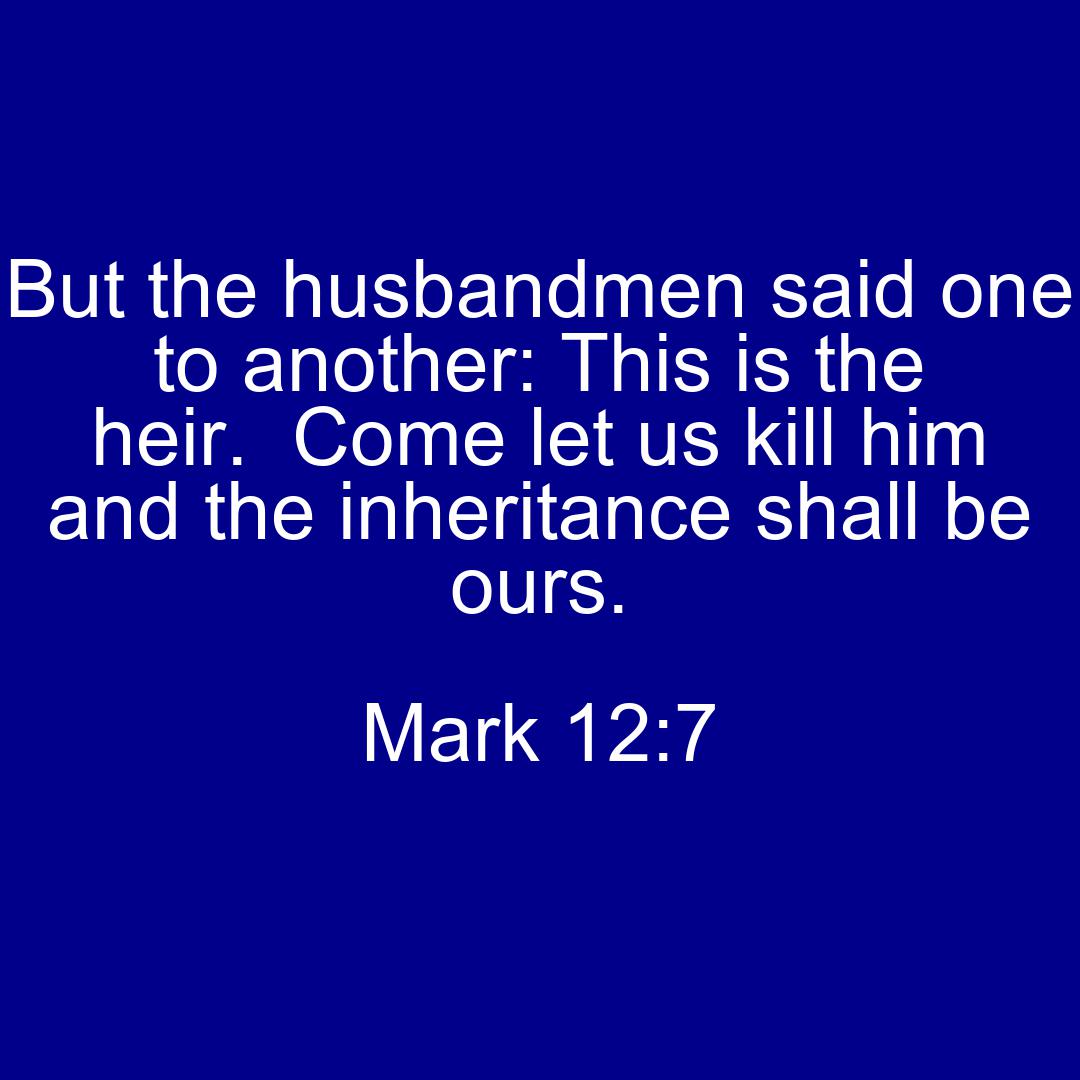 But the husbandmen said one
to another: This is the
heir.  Come let us kill him
and the inheritance shall be
ours.
Mark 12:7